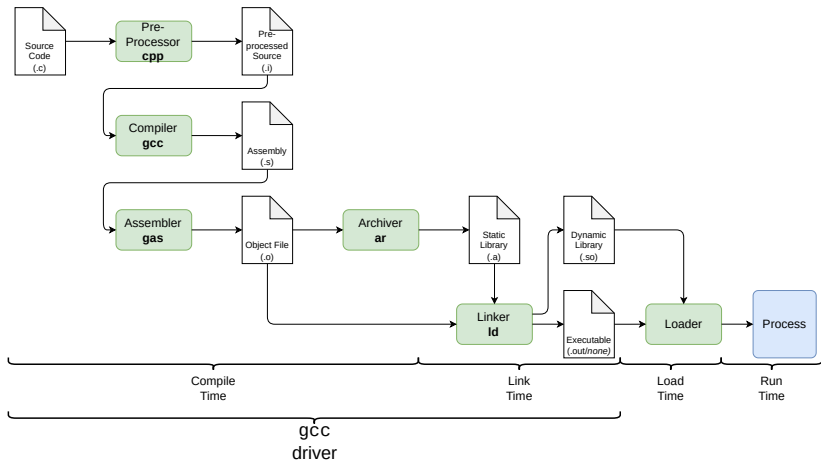 Source
Code
(.c)
Pre-
Processor
cpp
Pre-
processed
Source
(.i)
Compiler
gcc
Assembly
(.s)
Assembler
gas
Object File
(.o)
Archiver
ar
Static
Library
(.a)
Dynamic
Library
(.so)
Linker
ld
Executable
(.out/none)
Loader
Process
Compile
Time
Link
Time
Load
Time
Run
Time
gcc
driver